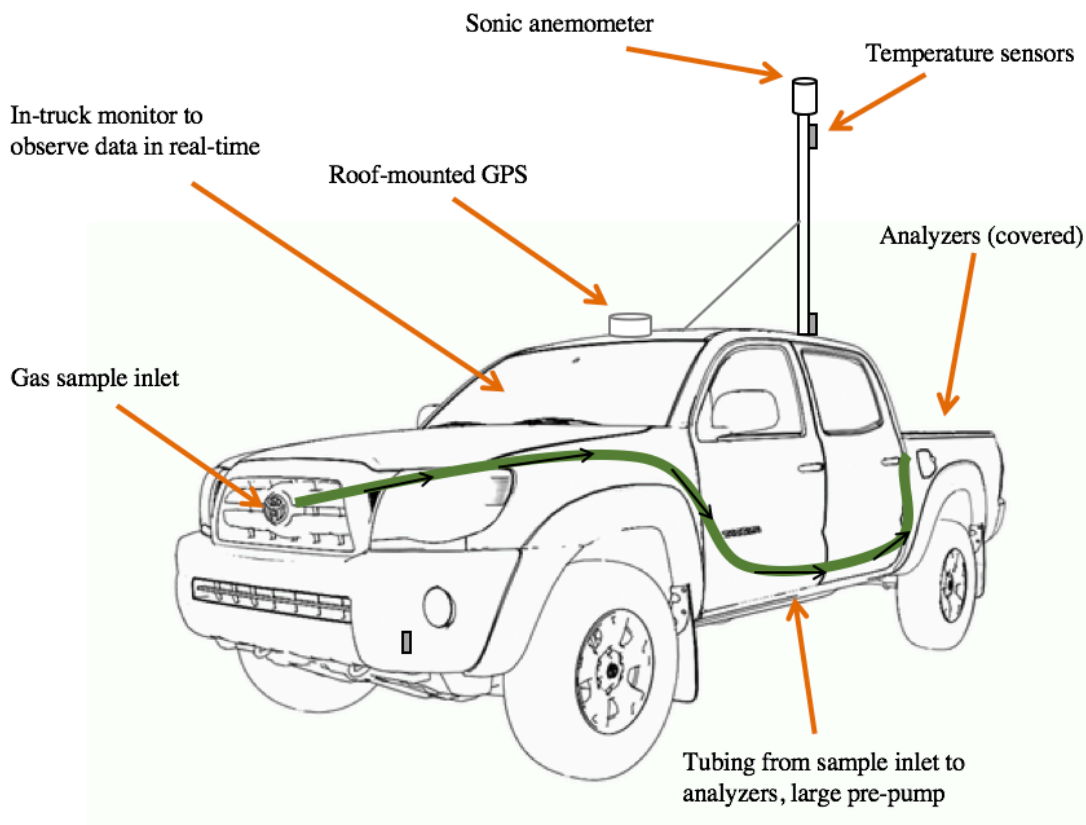 Sonic anemometer
Temperature sensors
In-truck monitor to
observe data in real-time
Roof-mounted GPS
Analyzers (covered)
Gas sample inlet
Tubing from sample inlet to
analyzers, large pre-pump